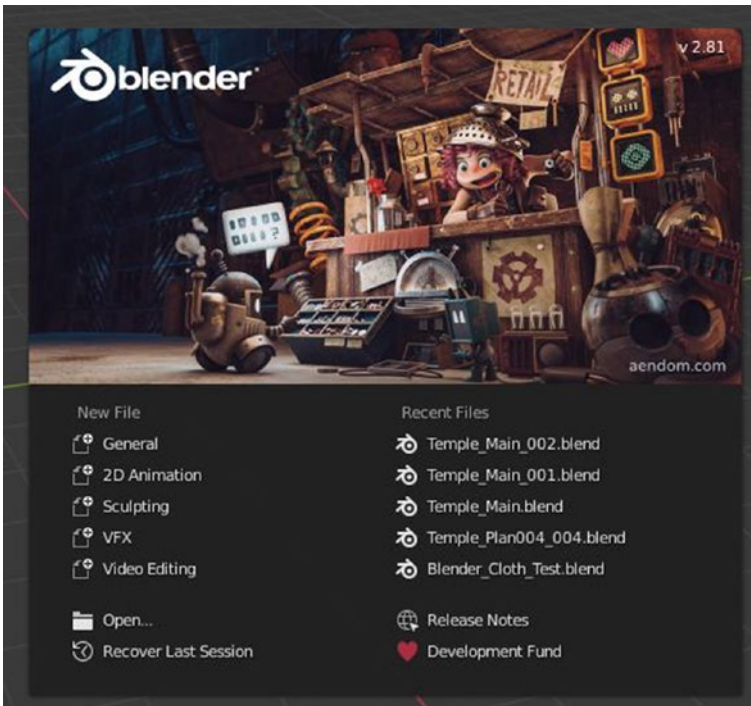 blender
v 2.81
RETAIL
aendom.com
New File
General
2D Animation
Sculpting
VFX
Video Editing
Open...
Recover Last Session
Recent Files
Temple_Main_002.blend
Temple_Main_001.blend
Temple_Main.blend
Temple_Plan004_004.blend
Blender_Cloth_Test.blend
Release Notes
Development Fund